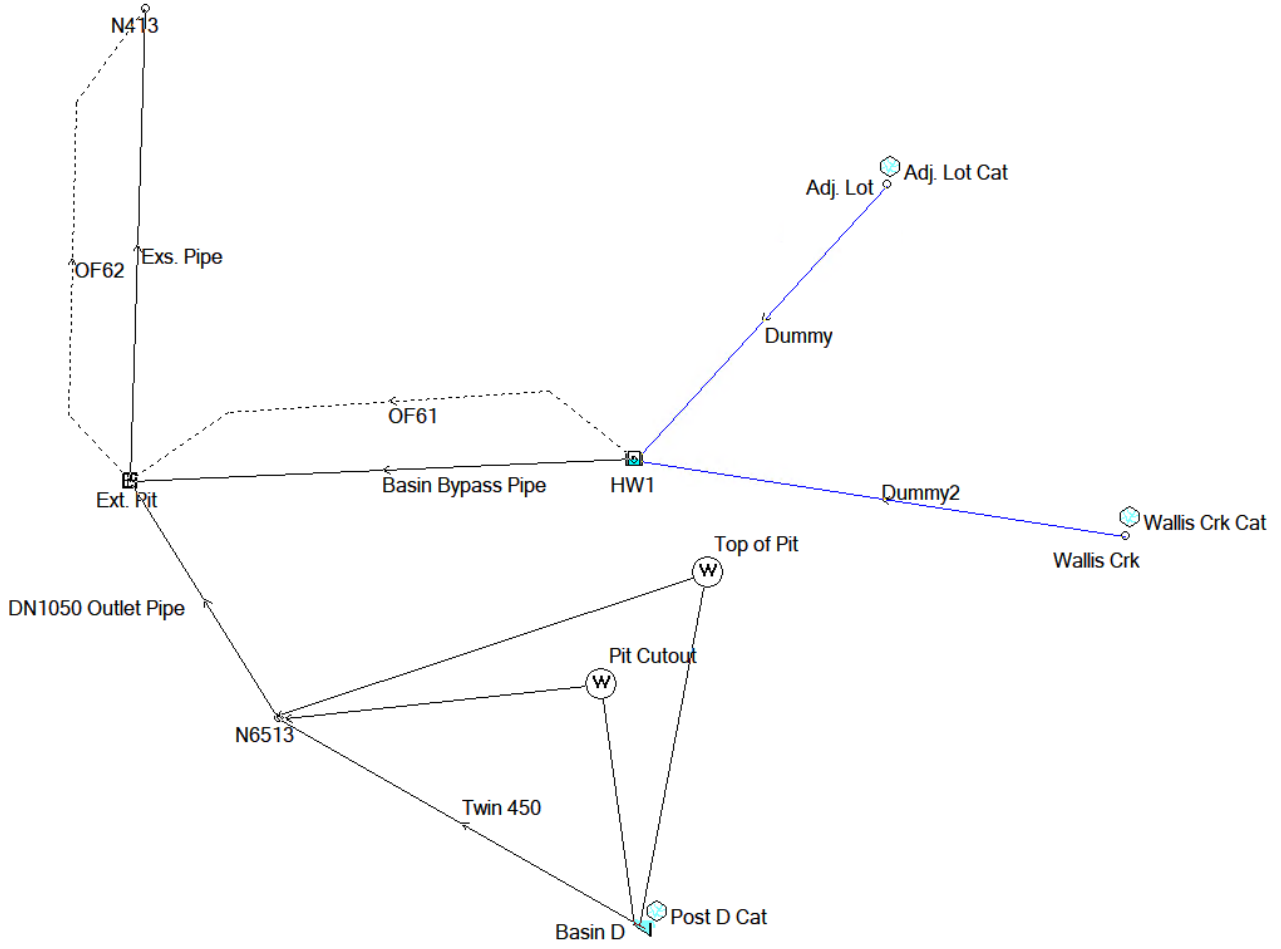 N413
Adj. Lot Cat
Adj. Lot
Exs. Pipe
OF62
Dummy
OF61
Basin Bypass Pipe
HW1
Dummy2
Ext. Pit
Wallis Crk Cat
Wallis Crk
Top of Pit
W
DN1050 Outlet Pipe
Pit Cutout
W
N6513
Twin 450
Post D Cat
Basin D